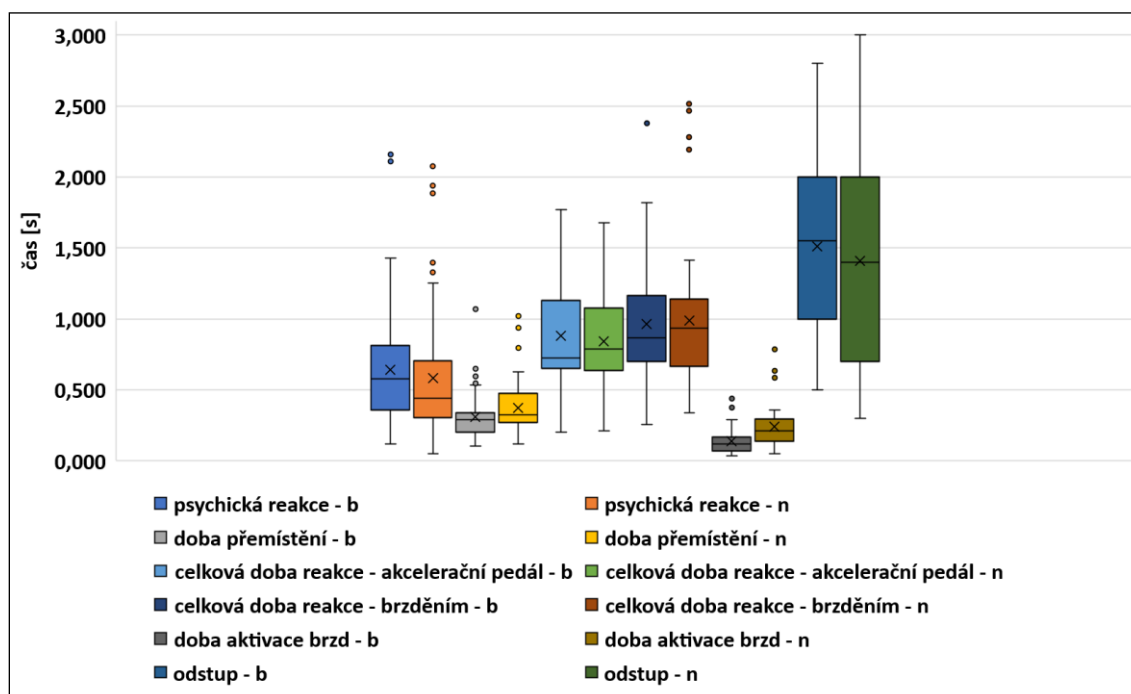 3,000
2,500
2,000
1,500
1,000
0,500
0,000
čas [s]
psychická reakce - b
psychická reakce - n
doba přemístění - b
doba přemístění - n
celková doba reakce - akcelerační pedál - b
celková doba reakce - akcelerační pedál - n
celková doba reakce - brzděním - b
celková doba reakce - brzděním - n
doba aktivace brzd - b
doba aktivace brzd - n
odstup - b
odstup - n